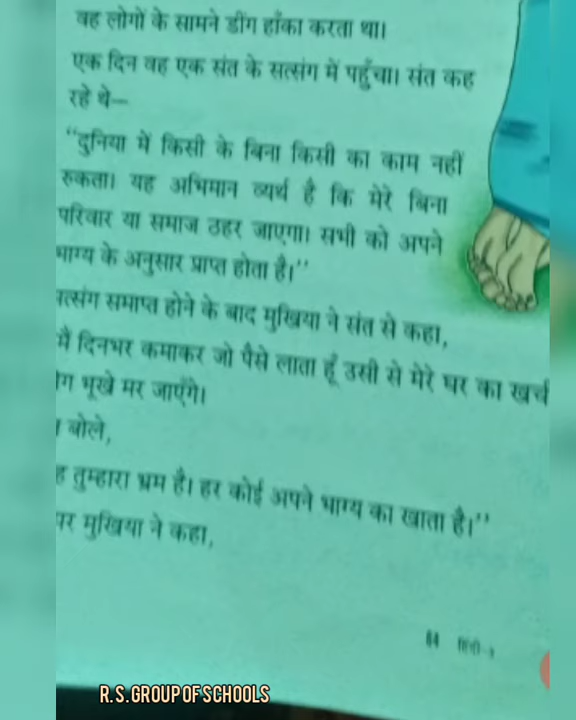 वह लोगों के सामने डींग हाँका करता था।
एक दिन वह एक संत के सत्संग में पहुँचा। संत कह
रहे थे—
“दुनिया में किसी के बिना किसी का काम नहीं
रुकता। यह अभिमान व्यर्थ है कि मेरे बिना
परिवार या समाज ठहर जाएगा। सभी को अपने
भाग्य के अनुसार प्राप्त होता है।”
त्संग समाप्त होने के बाद मुखिया ने संत से कहा,
मैं दिनभर कमाकर जो पैसे लाता हूँ उसी से मेरे घर का खर्च
ग भूखे मर जाएँगे।
बोले,
ह तुम्हारा भ्रम है। हर कोई अपने भाग्य का खाता है।”
पर मुखिया ने कहा,
64 हिंदी-
R.S.GROUP OF SCHOOLS